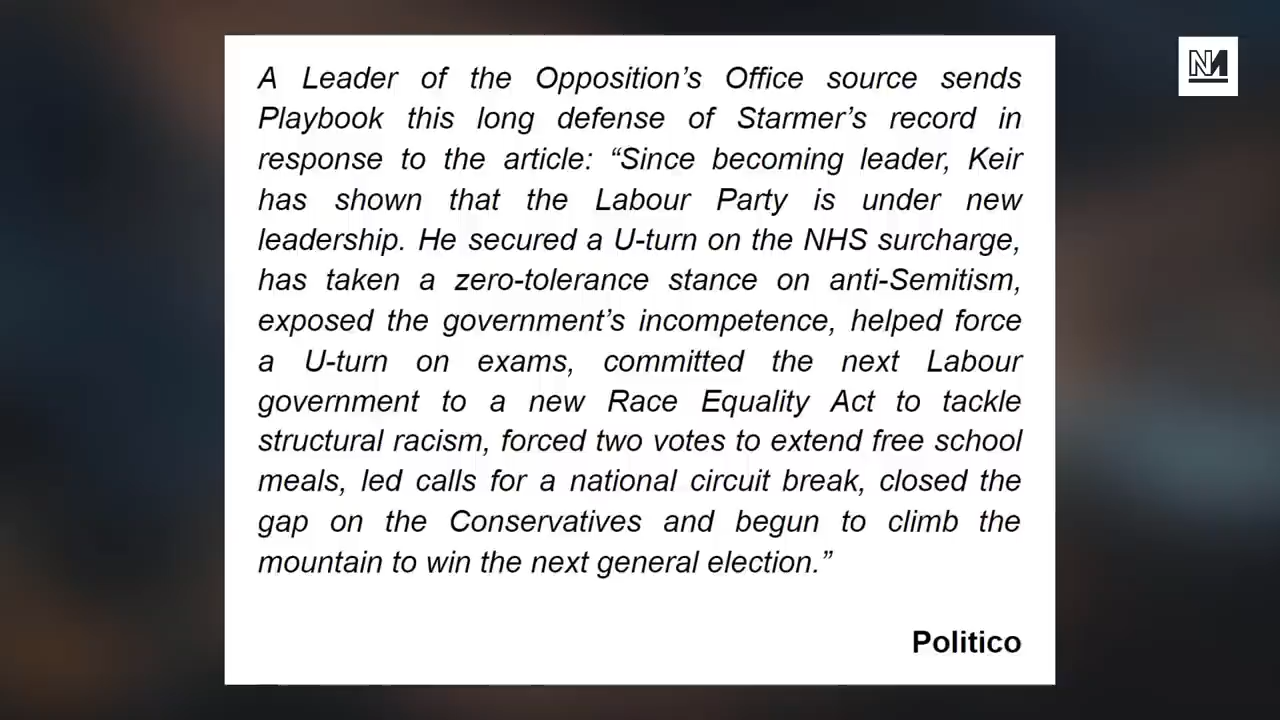 A Leader of the Opposition’s Office source sends
Playbook this long defense of Starmer’s record in
response to the article: “Since becoming leader, Keir
has shown that the Labour Party is under new
leadership. He secured a U-turn on the NHS surcharge,
has taken a zero-tolerance stance on anti-Semitism,
exposed the government’s incompetence, helped force
a U-turn on exams, committed the next Labour
government to a new Race Equality Act to tackle
structural racism, forced two votes to extend free school
meals, led calls for a national circuit break, closed the
gap on the Conservatives and begun to climb the
mountain to win the next general election.”
Politico
NM